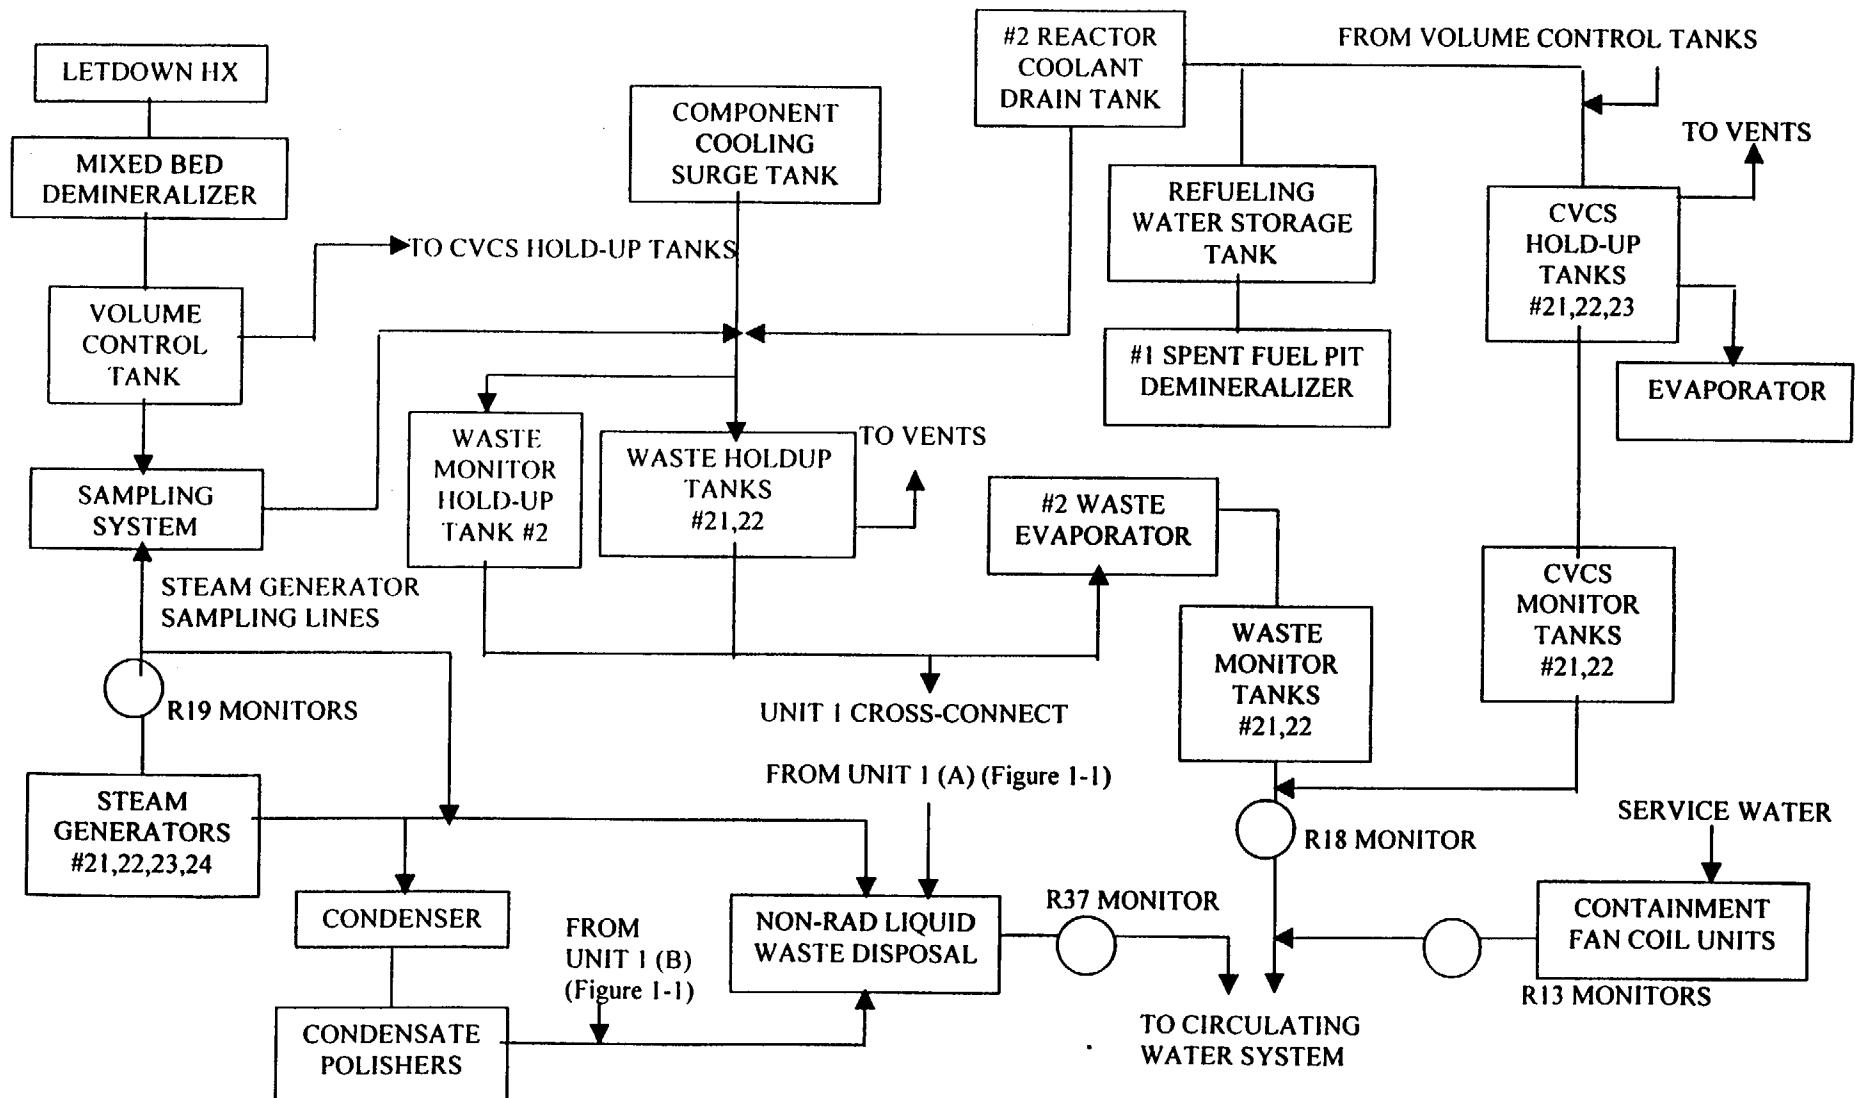 LETDOWN HX
MIXED BED
DEMINERALIZER
VOLUME
CONTROL
TANK
TO CVCS HOLD-UP TANKS
SAMPLING
SYSTEM
STEAM GENERATOR
SAMPLING LINES
R19 MONITORS
STEAM
GENERATORS
#21,22,23,24
CONDENSER
CONDENSATE
POLISHERS
COMPONENT
COOLING
SURGE TANK
WASTE
MONITOR
HOLD-UP
TANK #2
WASTE HOLDUP
TANKS
#21,22
TO VENTS
#2 REACTOR
COOLANT
DRAIN TANK
REFUELING
WATER STORAGE
TANK
#1 SPENT FUEL PIT
DEMINERALIZER
FROM VOLUME CONTROL TANKS
TO VENTS
CVCS
HOLD-UP
TANKS
#21,22,23
EVAPORATOR
#2 WASTE
EVAPORATOR
WASTE
MONITOR
TANKS
#21,22
CVCS
MONITOR
TANKS
#21,22
UNIT 1 CROSS-CONNECT
FROM UNIT 1 (A) (Figure 1-1)
FROM
UNIT 1 (B)
(Figure 1-1)
NON-RAD LIQUID
WASTE DISPOSAL
R37 MONITOR
R18 MONITOR
SERVICE WATER
CONTAINMENT
FAN COIL UNITS
R13 MONITORS
TO CIRCULATING
WATER SYSTEM